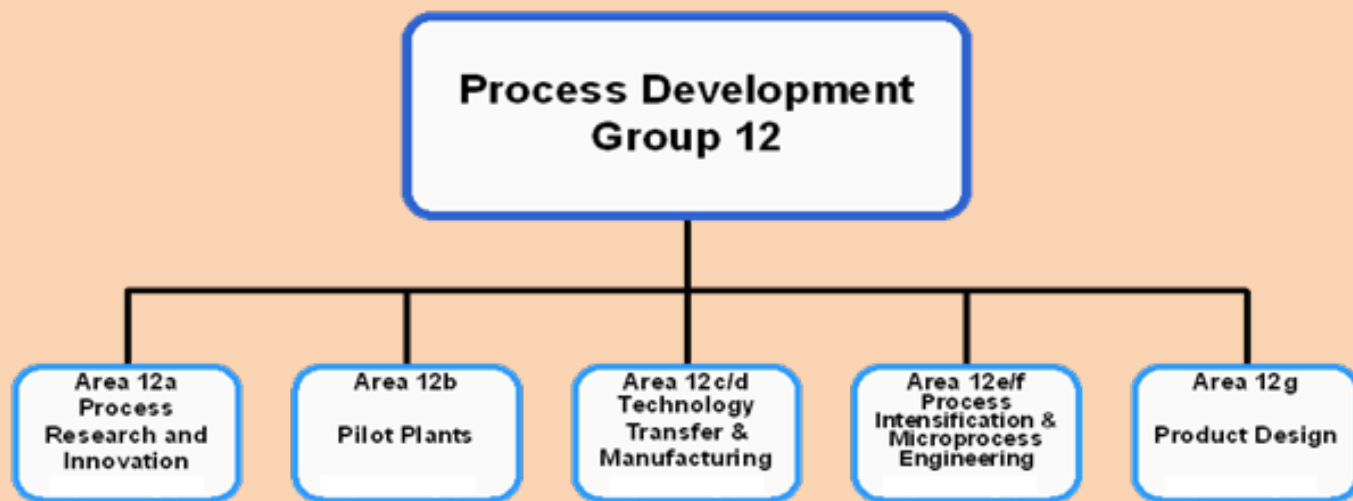 Process Development
Group 12
Area 12a
Process
Research and
Innovation
Area 12b
Pilot Plants
Area 12c/d
Technology
Transfer &
Manufacturing
Area 12e/f
Process
Intensification &
Microprocess
Engineering
Area 12g
Product Design